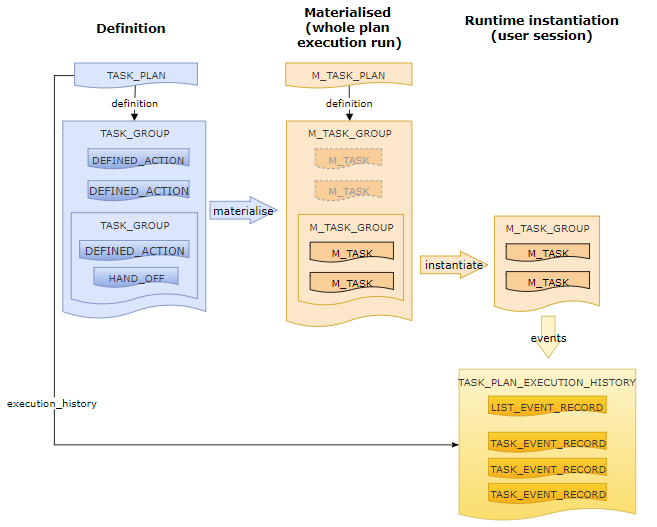 Definition
Materialised
(whole plan
execution run)
Runtime instantiation
(user session)
TASK_PLAN
definition
TASK_GROUP
DEFINED_ACTION
DEFINED_ACTION
TASK_GROUP
DEFINED_ACTION
HAND_OFF
materialise
M_TASK_PLAN
definition
M_TASK_GROUP
M_TASK
M_TASK
M_TASK_GROUP
M_TASK
M_TASK
instantiate
M_TASK_GROUP
M_TASK
M_TASK
events
execution_history
TASK_PLAN_EXECUTION_HISTORY
LIST_EVENT_RECORD
TASK_EVENT_RECORD
TASK_EVENT_RECORD
TASK_EVENT_RECORD